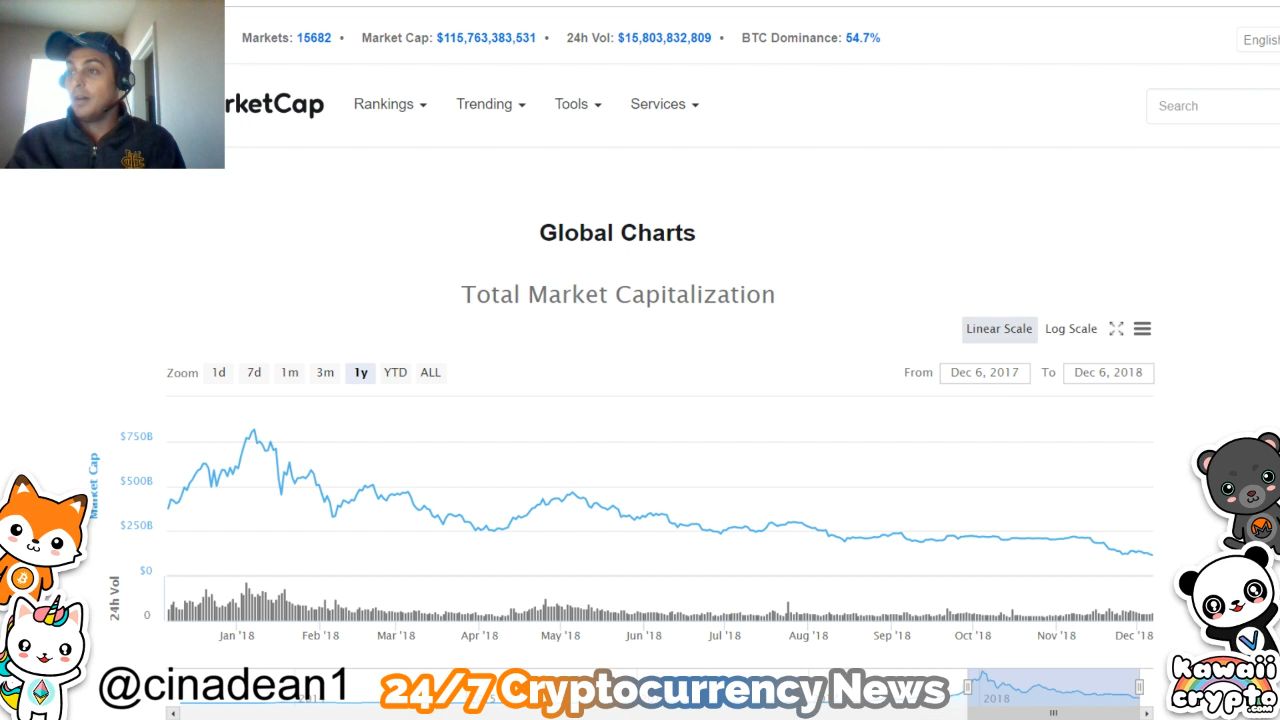 Markets: 15682 • Market Cap: $115,763,383,531 • 24h Vol: $15,803,832,809 • BTC Dominance: 54.7%
English
rketCap Rankings Trending Tools Services
Search
Global Charts
Total Market Capitalization
Linear Scale Log Scale
Zoom 1d 7d 1m 3m 1y YTD ALL From Dec 6, 2017 To Dec 6, 2018
Market Cap
$750B
$500B
$250B
$0
24h Vol
0
Jan '18 Feb '18 Mar '18 Apr '18 May '18 Jun '18 Jul '18 Aug '18 Sep '18 Oct '18 Nov '18 Dec '18
2018
@cinadean1
24/7 Cryptocurrency News
kawaii
crypto
.com